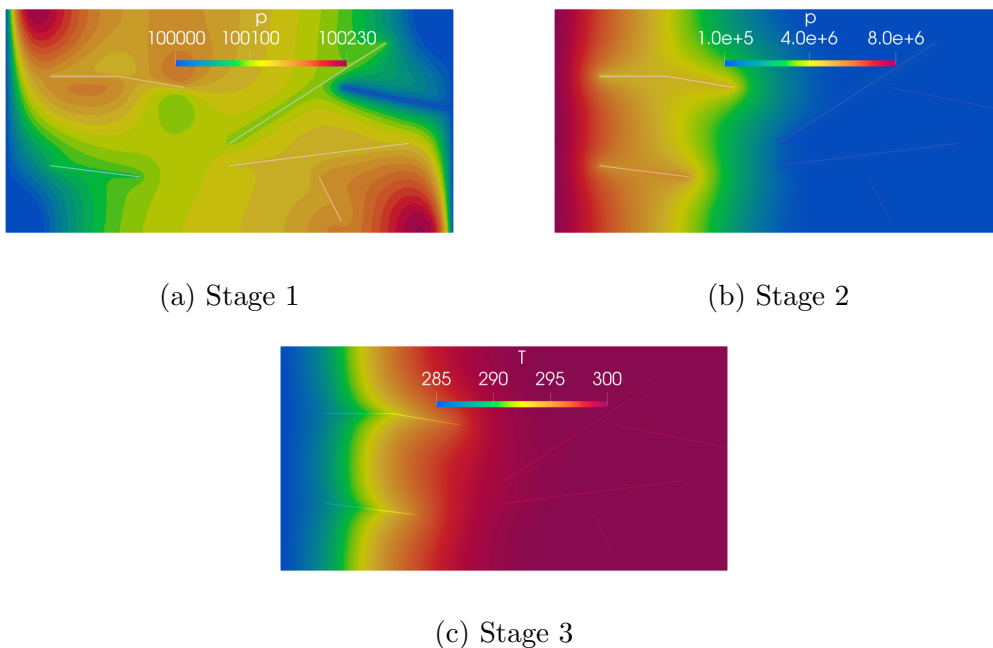 p
100000 100100 100230
(a) Stage 1
p
1.0e+5 4.0e+6 8.0e+6
(b) Stage 2
T
285 290 295 300
(c) Stage 3